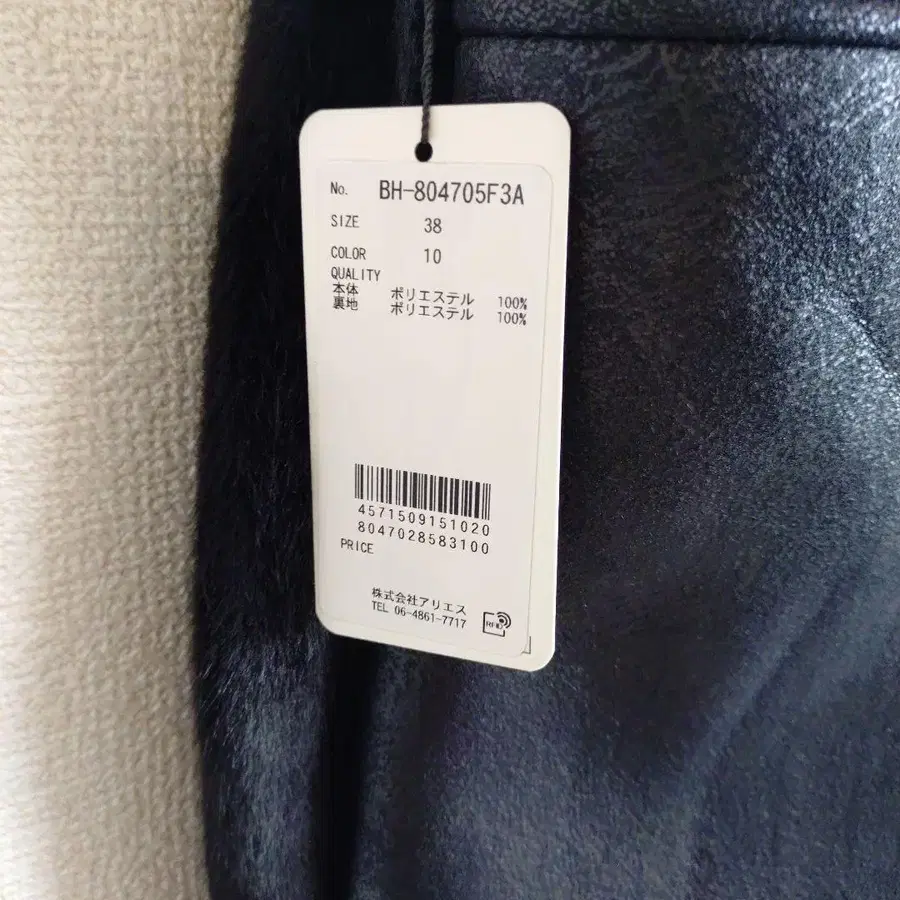 No. BH-804705F3A
SIZE 38
COLOR 10
QUALITY
本体 ポリエステル 100%
裏地 ポリエステル 100%
4571509151020
8047028583100
PRICE
株式会社アリエス
TEL 06-4861-7717
RFID